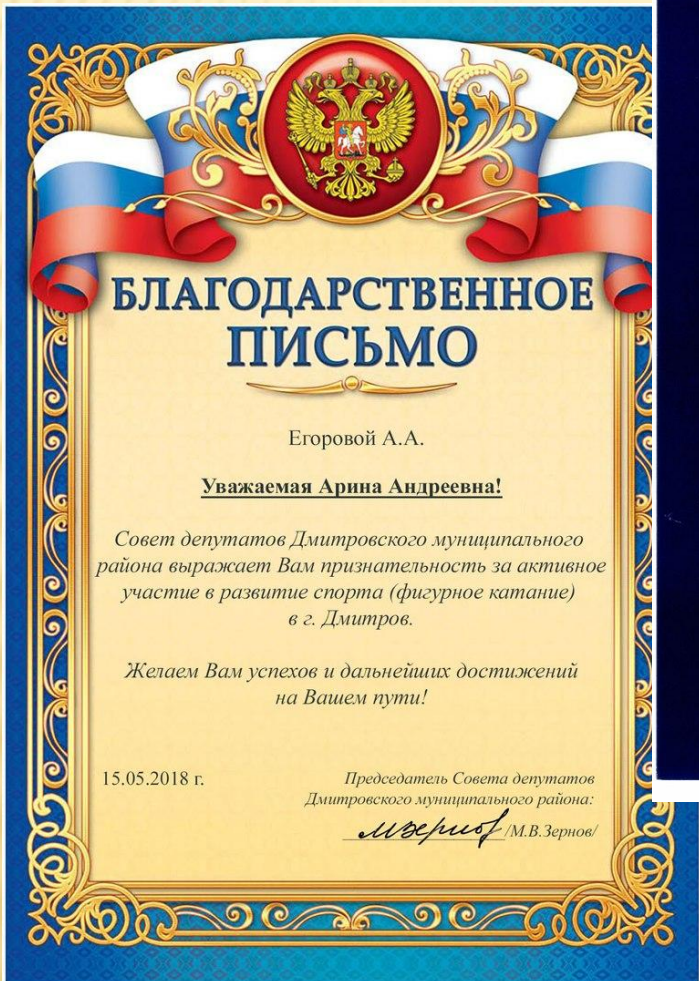 БЛАГОДАРСТВЕННОЕ
ПИСЬМО
Егоровой А.А.
Уважаемая Арина Андреевна!
Совет депутатов Дмитровского муниципального
района выражает Вам признательность за активное
участие в развитие спорта (фигурное катание)
в г. Дмитров.
Желаем Вам успехов и дальнейших достижений
на Вашем пути!
15.05.2018 г.
Председатель Совета депутатов
Дмитровского муниципального района:
/М.В.Зернов/